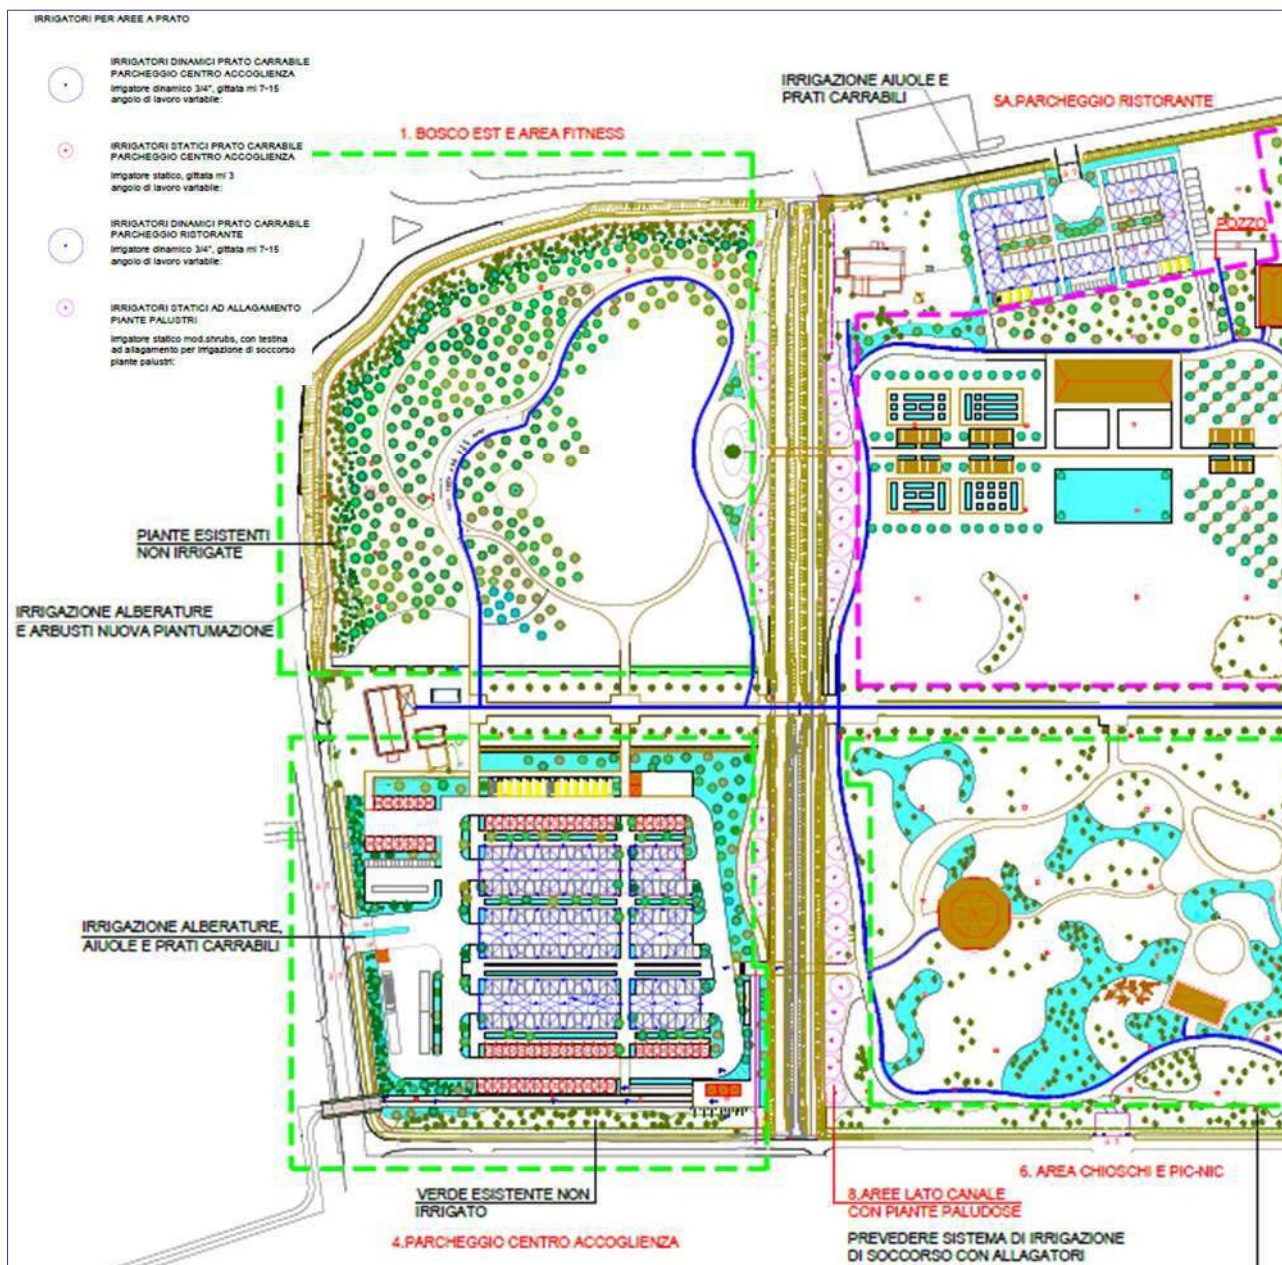 IRRIGATORI PER AREE A PRATO
IRRIGATORI DINAMICI PRATO CARRABILE
PARCHEGGIO CENTRO ACCOGLIENZA
Irrigatore dinamico 3/4", gittata ml 7-15
angolo di lavoro variabile:
IRRIGATORI STATICI PRATO CARRABILE
PARCHEGGIO CENTRO ACCOGLIENZA
Irrigatore statico, gittata ml 3
angolo di lavoro variabile:
IRRIGATORI DINAMICI PRATO CARRABILE
PARCHEGGIO RISTORANTE
Irrigatore dinamico 3/4", gittata ml 7-15
angolo di lavoro variabile:
IRRIGATORI STATICI AD ALLAGAMENTO
PIANTE PALUSTRI
Irrigatore statico mod.shrubs, con testina
ad allagamento per irrigazione di soccorso
piante palustri:
1. BOSCO EST E AREA FITNESS
IRRIGAZIONE AIUOLE E
PRATI CARRABILI
5A.PARCHEGGIO RISTORANTE
POZZO
PIANTE ESISTENTI
NON IRRIGATE
IRRIGAZIONE ALBERATURE
E ARBUSTI NUOVA PIANTUMAZIONE
IRRIGAZIONE ALBERATURE,
AIUOLE E PRATI CARRABILI
VERDE ESISTENTE NON
IRRIGATO
4.PARCHEGGIO CENTRO ACCOGLIENZA
6. AREA CHIOSCHI E PIC-NIC
8.AREE LATO CANALE
CON PIANTE PALUDOSE
PREVEDERE SISTEMA DI IRRIGAZIONE
DI SOCCORSO CON ALLAGATORI